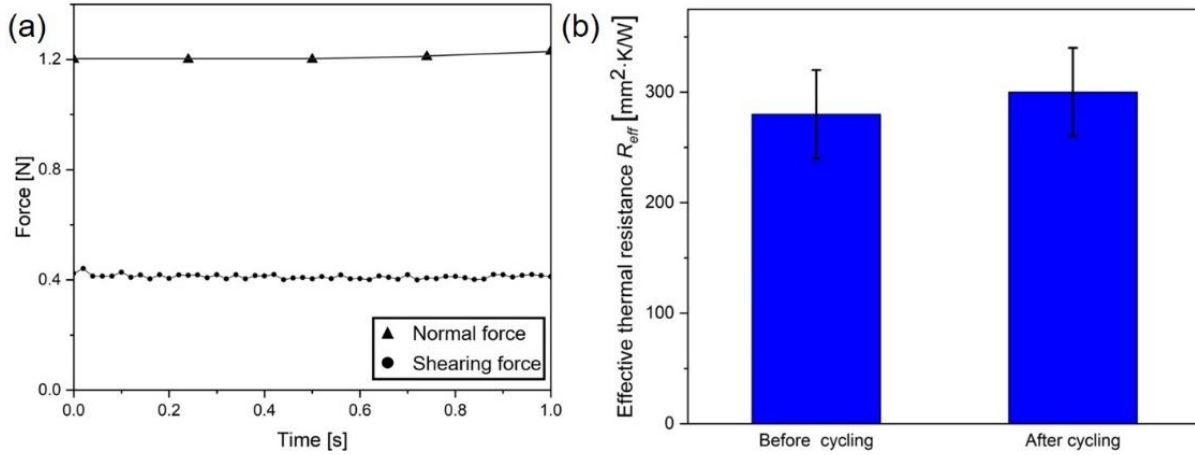 (a)
Force [N]
1.2
0.8
0.4
0.0
Normal force
Shearing force
0.0 0.2 0.4 0.6 0.8 1.0
Time [s]
(b)
Effective thermal resistance R_eff [mm²·K/W]
300
200
100
0
Before cycling
After cycling